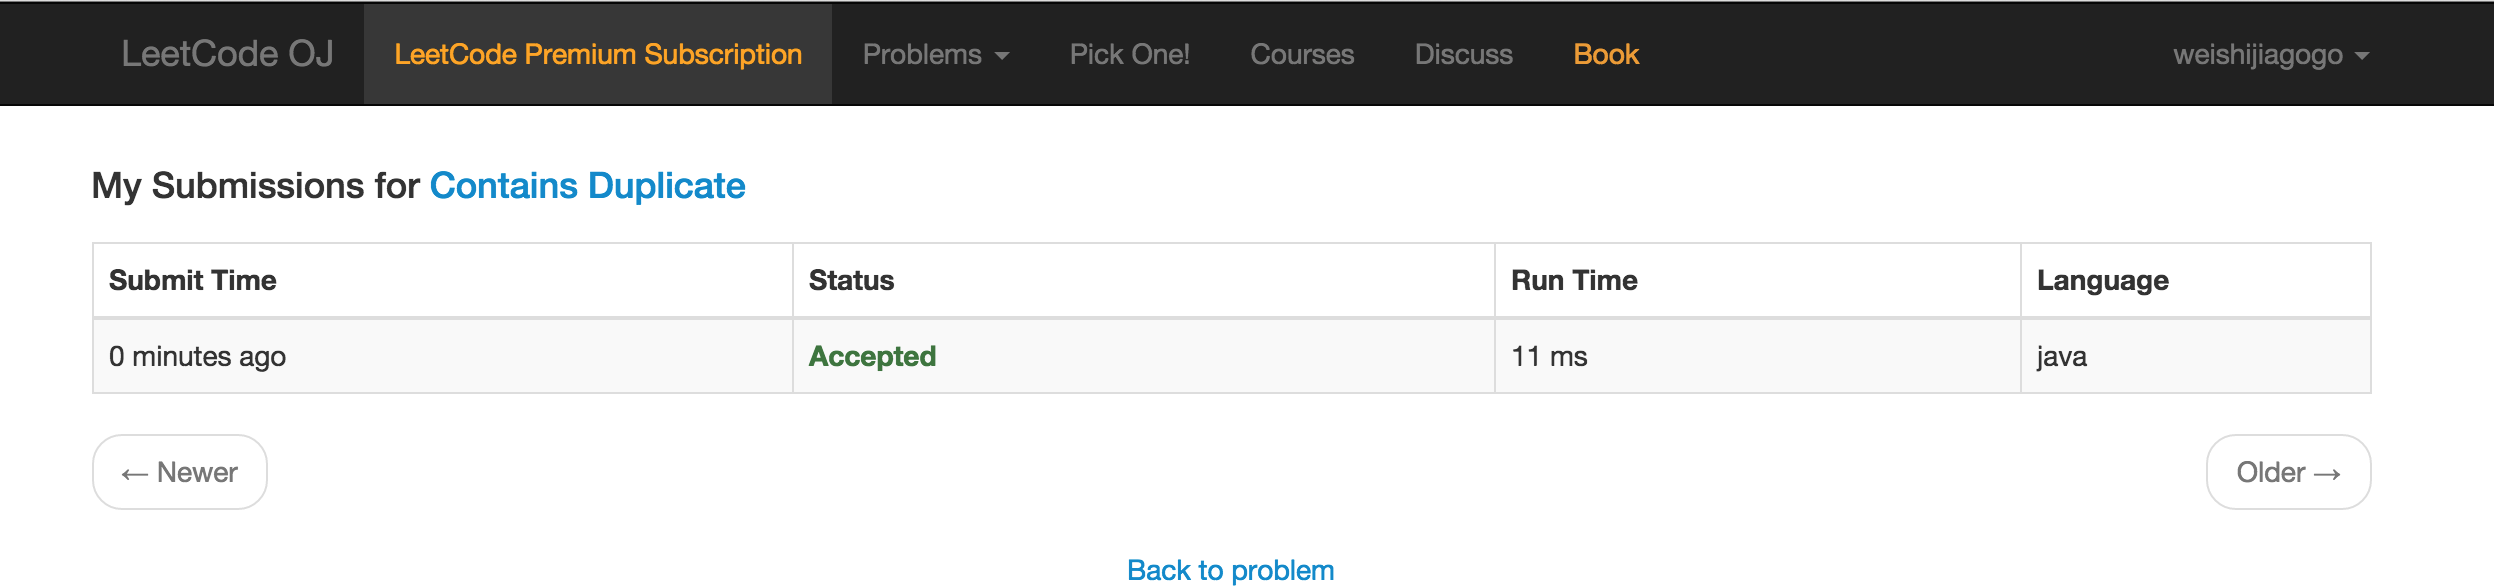 LeetCode OJ LeetCode Premium Subscription Problems Pick One! Courses Discuss Book weishijiagogo
My Submissions for Contains Duplicate
Submit Time Status Run Time Language
0 minutes ago Accepted 11 ms java
← Newer Older →
Back to problem